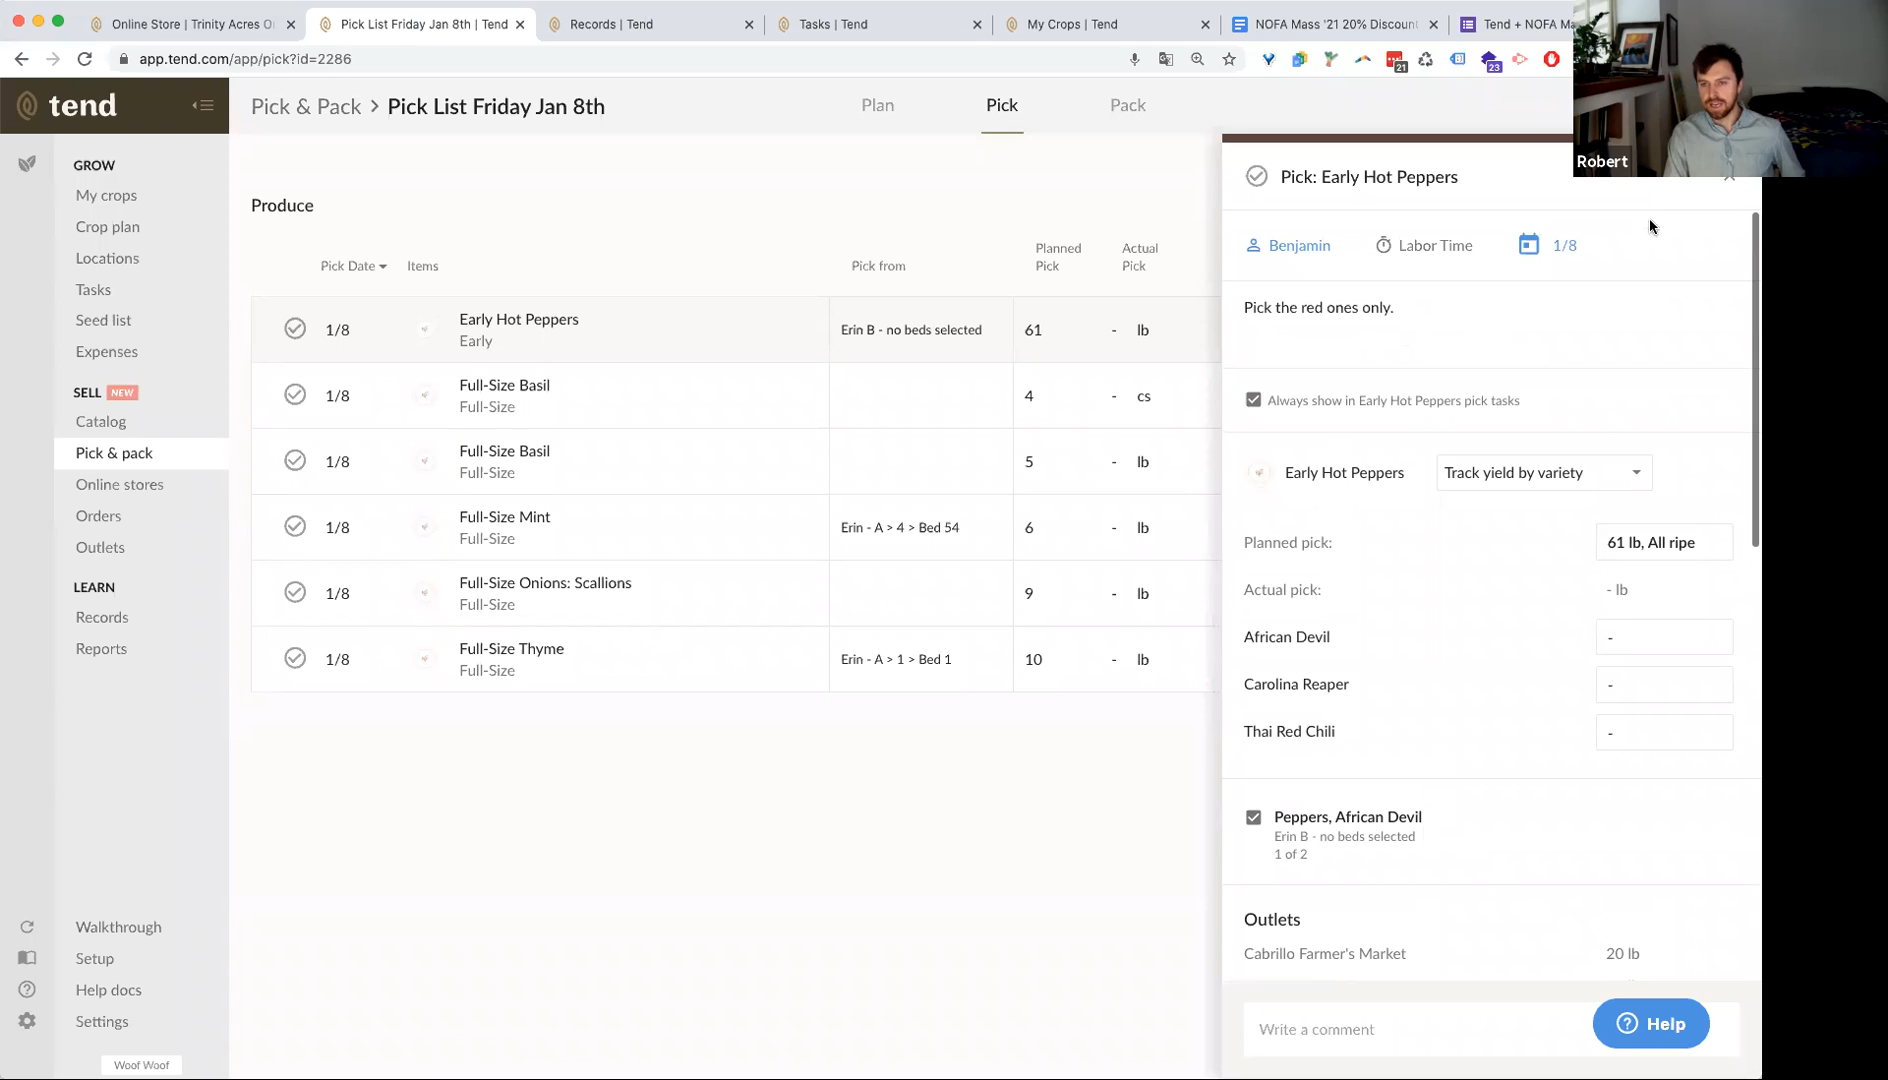 Online Store | Trinity Acres O
Pick List Friday Jan 8th | Tend
Records | Tend
Tasks | Tend
My Crops | Tend
NOFA Mass '21 20% Discoun
Tend + NOFA Ma
app.tend.com/app/pick?id=2286
21
23
Robert
tend
Pick & Pack > Pick List Friday Jan 8th
Plan
Pick
Pack
GROW
My crops
Crop plan
Locations
Tasks
Seed list
Expenses
SELL NEW
Catalog
Pick & pack
Online stores
Orders
Outlets
LEARN
Records
Reports
Walkthrough
Setup
Help docs
Settings
Woof Woof
Produce
Pick Date Items Pick from Planned Pick Actual Pick
1/8 Early Hot Peppers Erin B - no beds selected 61 - lb
Early
1/8 Full-Size Basil 4 - cs
Full-Size
1/8 Full-Size Basil 5 - lb
Full-Size
1/8 Full-Size Mint Erin - A > 4 > Bed 54 6 - lb
Full-Size
1/8 Full-Size Onions: Scallions 9 - lb
Full-Size
1/8 Full-Size Thyme Erin - A > 1 > Bed 1 10 - lb
Full-Size
Pick: Early Hot Peppers
Benjamin Labor Time 1/8
Pick the red ones only.
Always show in Early Hot Peppers pick tasks
Early Hot Peppers Track yield by variety
Planned pick: 61 lb, All ripe
Actual pick: - lb
African Devil -
Carolina Reaper -
Thai Red Chili -
Peppers, African Devil
Erin B - no beds selected
1 of 2
Outlets
Cabrillo Farmer's Market 20 lb
Write a comment
Help